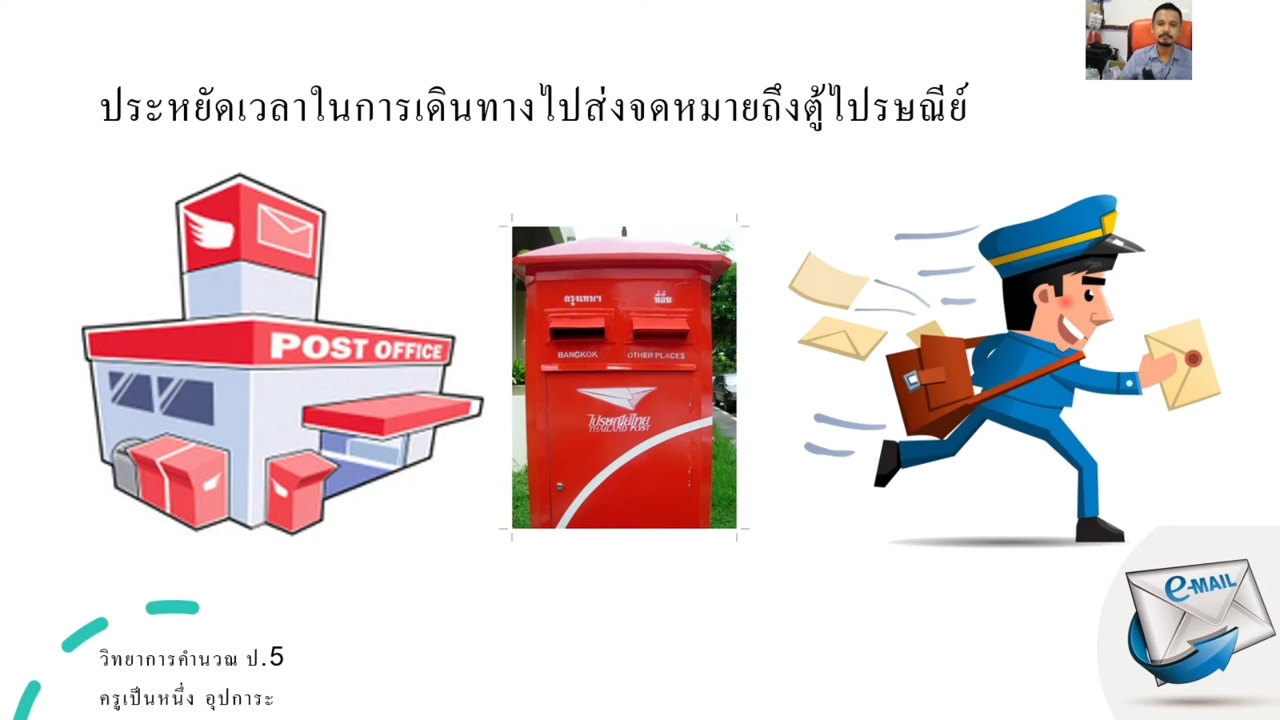 ประหยัดเวลาในการเดินทางไปส่งจดหมายถึงตู้ไปรษณีย์
POST OFFICE
กรุงเทพฯ ที่อื่น
BANGKOK OTHER PLACES
ไปรษณีย์ไทย
THAILAND POST
e-MAIL
วิทยาการคำนวณ ป.5
ครูเป็นหนึ่ง อุปการะ